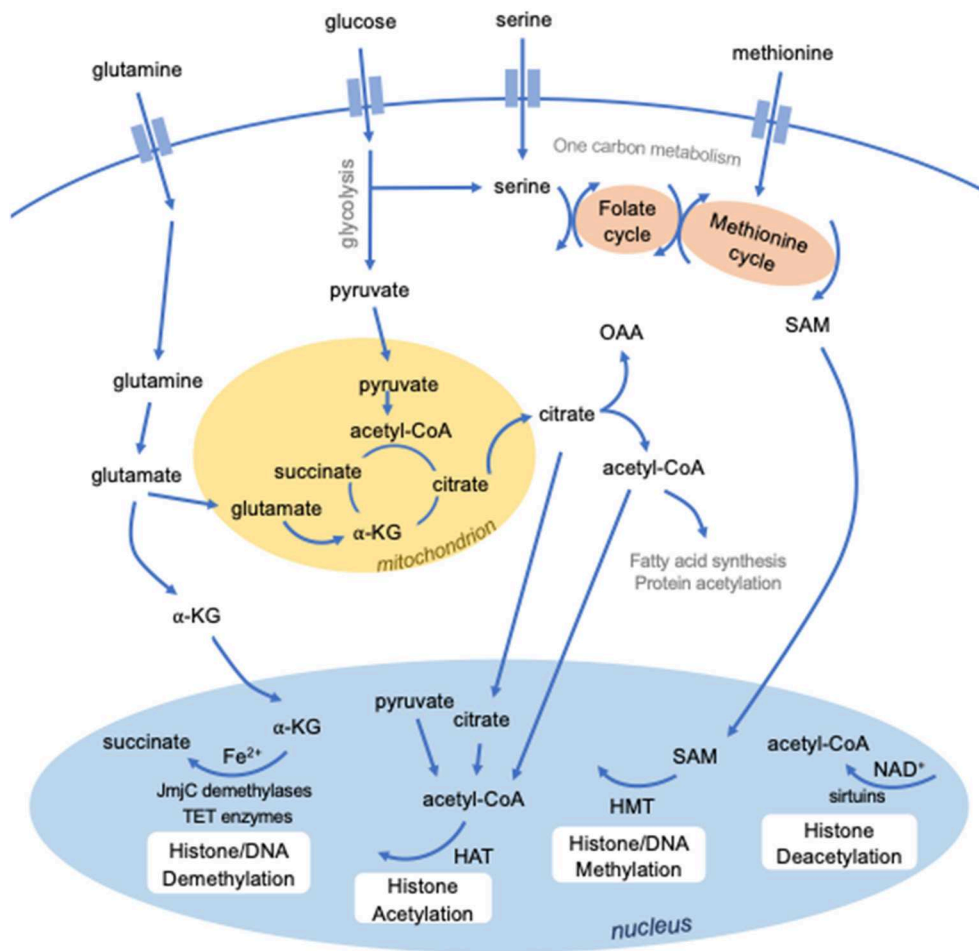 glutamine
glucose
serine
methionine
One carbon metabolism
glycolysis
serine
Folate
cycle
Methionine
cycle
pyruvate
SAM
OAA
glutamine
pyruvate
citrate
acetyl-CoA
acetyl-CoA
glutamate
succinate
citrate
glutamate
α-KG
mitochondrion
Fatty acid synthesis
Protein acetylation
α-KG
α-KG
succinate
Fe²⁺
JmjC demethylases
TET enzymes
Histone/DNA
Demethylation
pyruvate
citrate
acetyl-CoA
HAT
Histone
Acetylation
SAM
HMT
Histone/DNA
Methylation
acetyl-CoA
NAD⁺
sirtuins
Histone
Deacetylation
nucleus